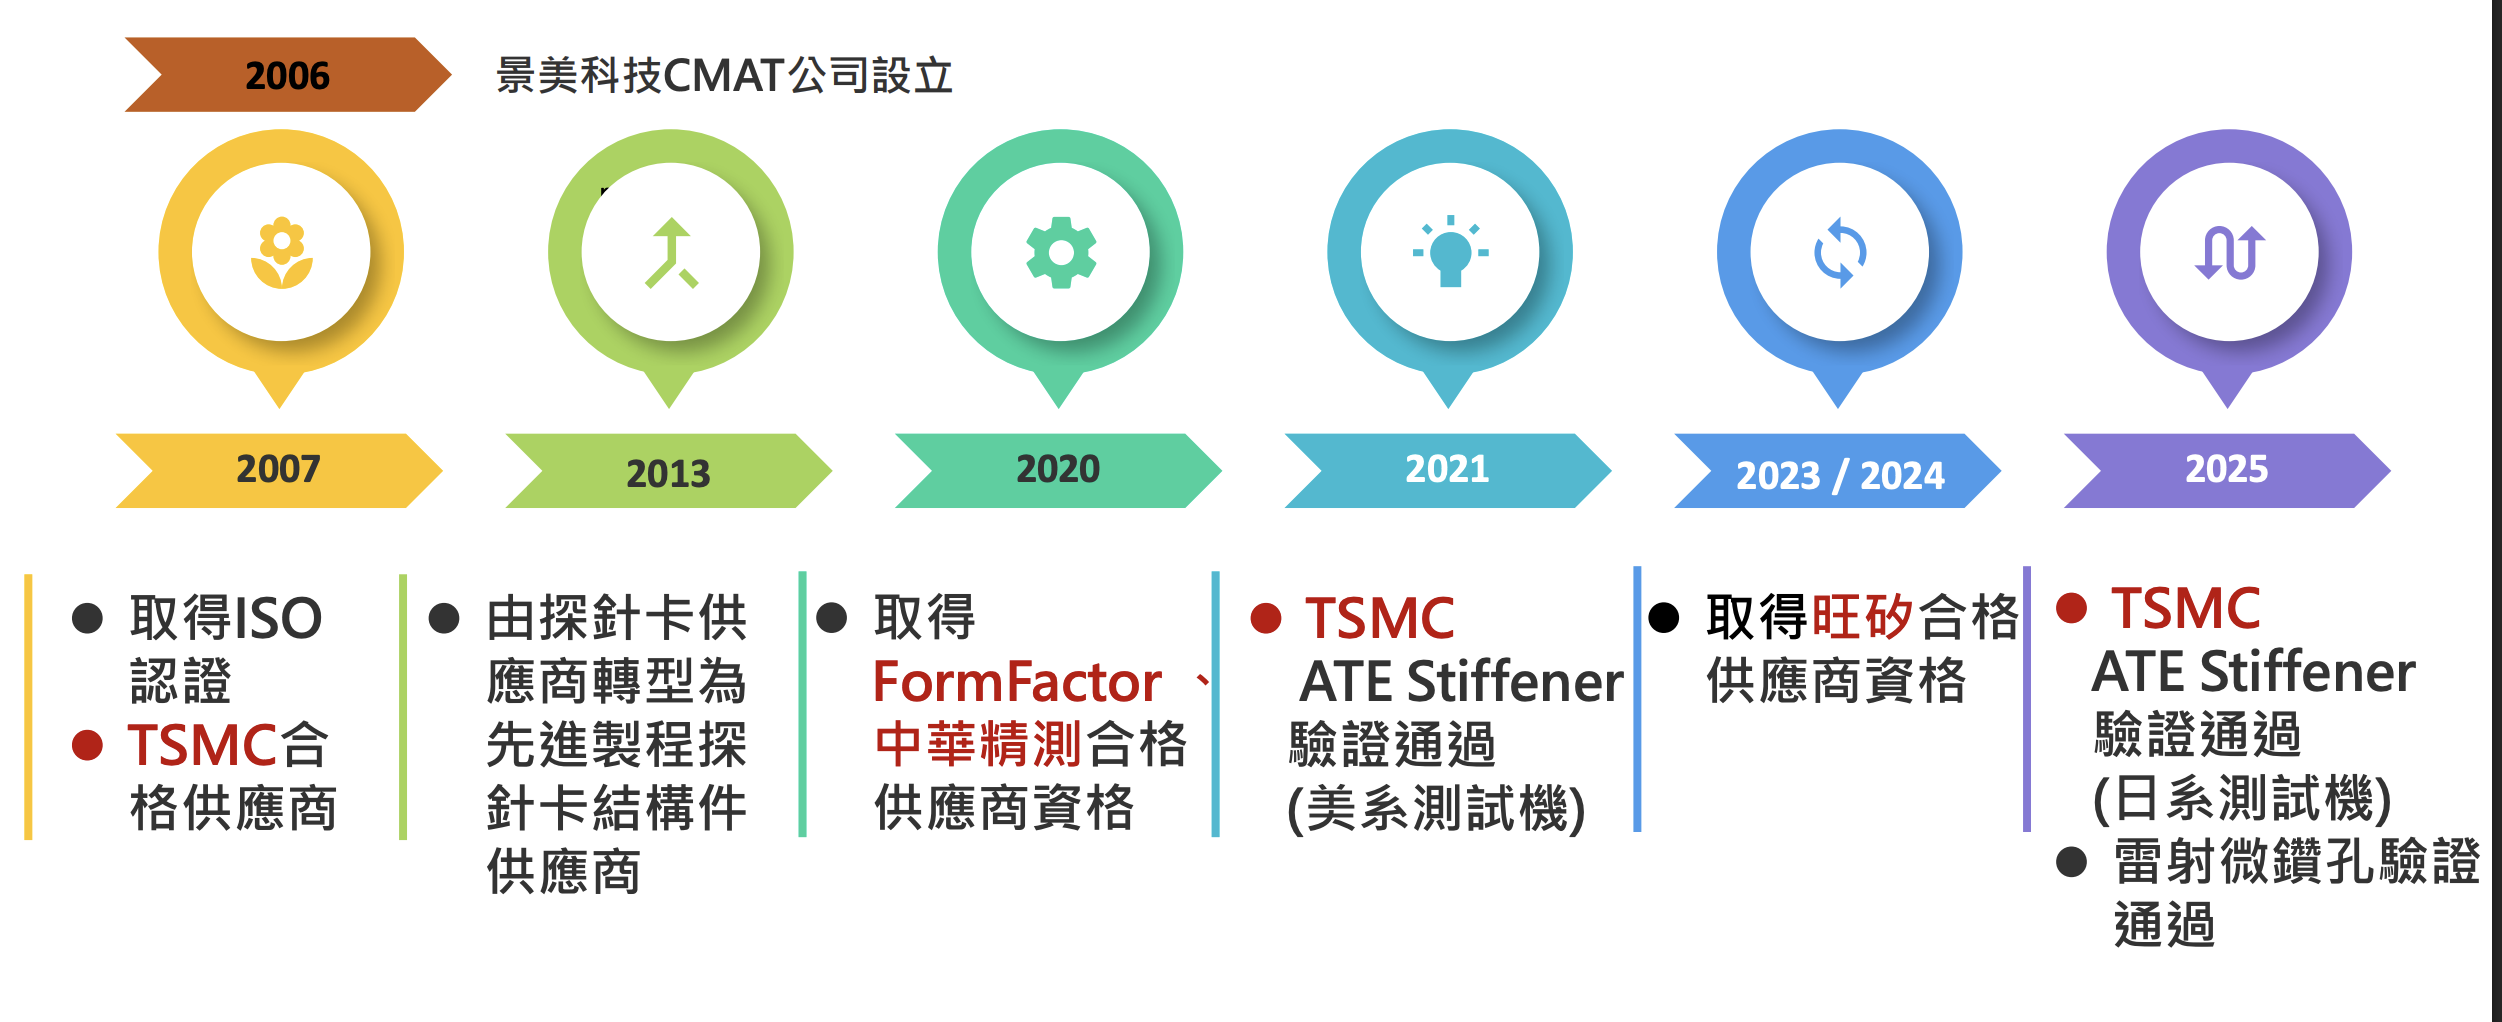 2006
景美科技CMAT公司設立
2007
2013
2020
2021
2023 / 2024
2025
取得ISO
認證
TSMC合
格供應商
由探針卡供
應商轉型為
先進製程探
針卡結構件
供應商
取得
FormFactor、
中華精測合格
供應商資格
TSMC
ATE Stiffener
驗證通過
(美系測試機)
取得旺矽合格
供應商資格
TSMC
ATE Stiffener
驗證通過
(日系測試機)
雷射微鑽孔驗證
通過